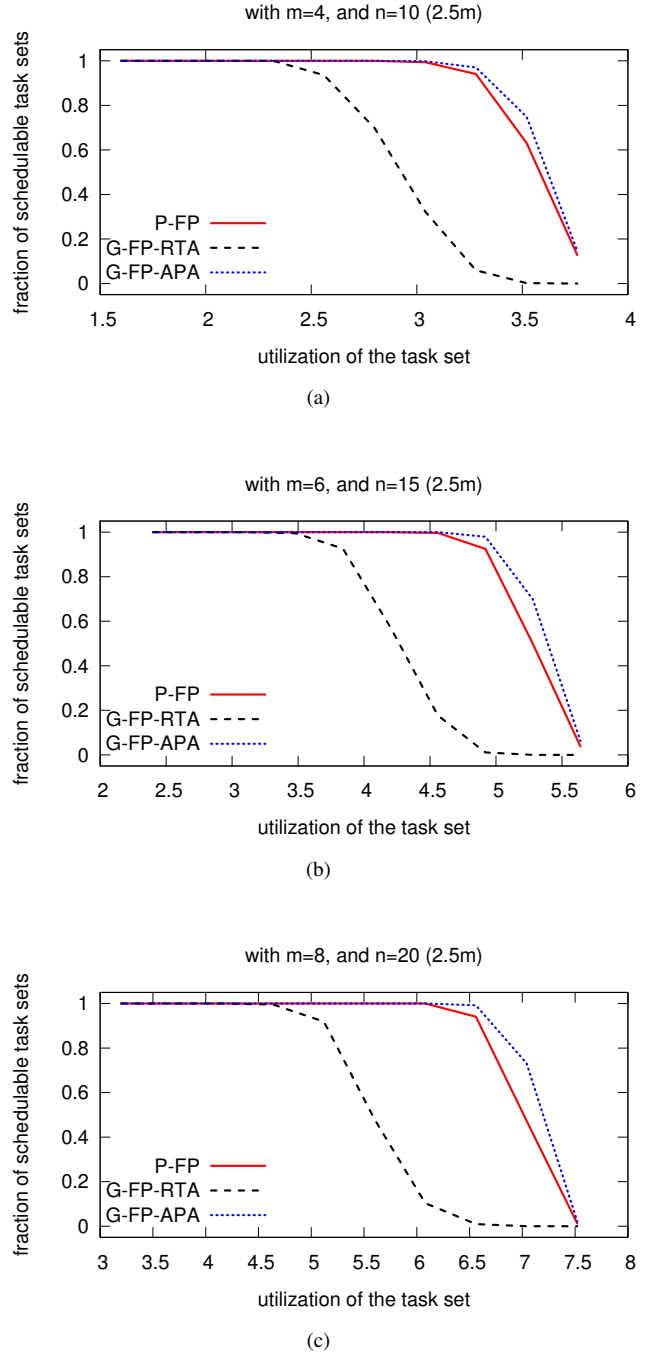 with m=4, and n=10 (2.5m)
fraction of schedulable task sets
1
0.8
0.6
0.4
0.2
0
P-FP
G-FP-RTA
G-FP-APA
1.5 2 2.5 3 3.5 4
utilization of the task set
(a)
with m=6, and n=15 (2.5m)
fraction of schedulable task sets
1
0.8
0.6
0.4
0.2
0
P-FP
G-FP-RTA
G-FP-APA
2 2.5 3 3.5 4 4.5 5 5.5 6
utilization of the task set
(b)
with m=8, and n=20 (2.5m)
fraction of schedulable task sets
1
0.8
0.6
0.4
0.2
0
P-FP
G-FP-RTA
G-FP-APA
3 3.5 4 4.5 5 5.5 6 6.5 7 7.5 8
utilization of the task set
(c)